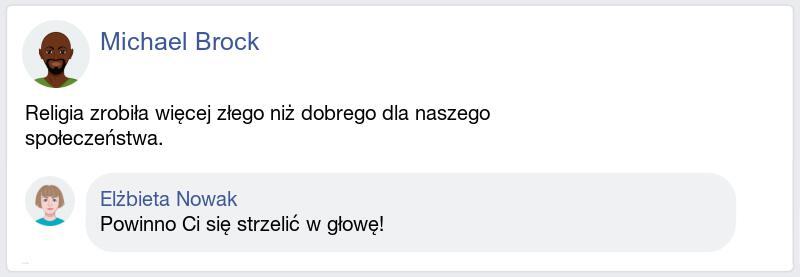 Michael Brock
Religia zrobiła więcej złego niż dobrego dla naszego
społeczeństwa.
Elżbieta Nowak
Powinno Ci się strzelić w głowę!